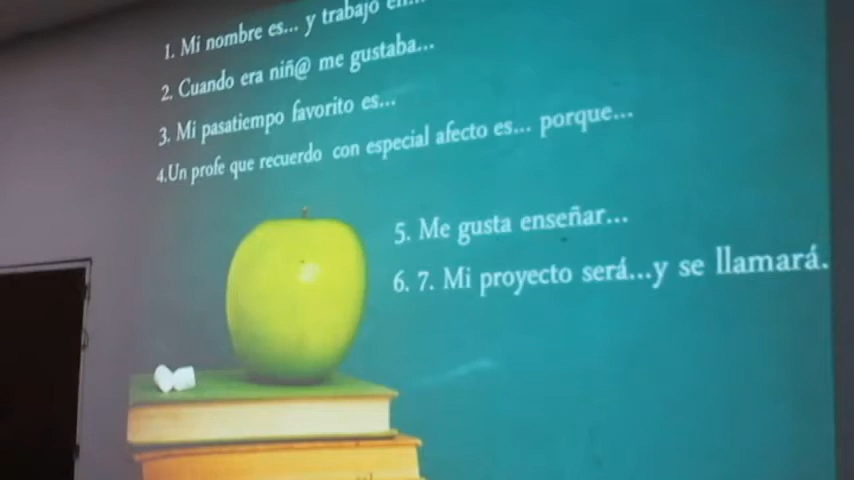 1. Mi nombre es... y trabajo en...
2. Cuando era niñ@ me gustaba...
3. Mi pasatiempo favorito es...
4.Un profe que recuerdo con especial afecto es... porque...
5. Me gusta enseñar...
6. 7. Mi proyecto será...y se llamará.